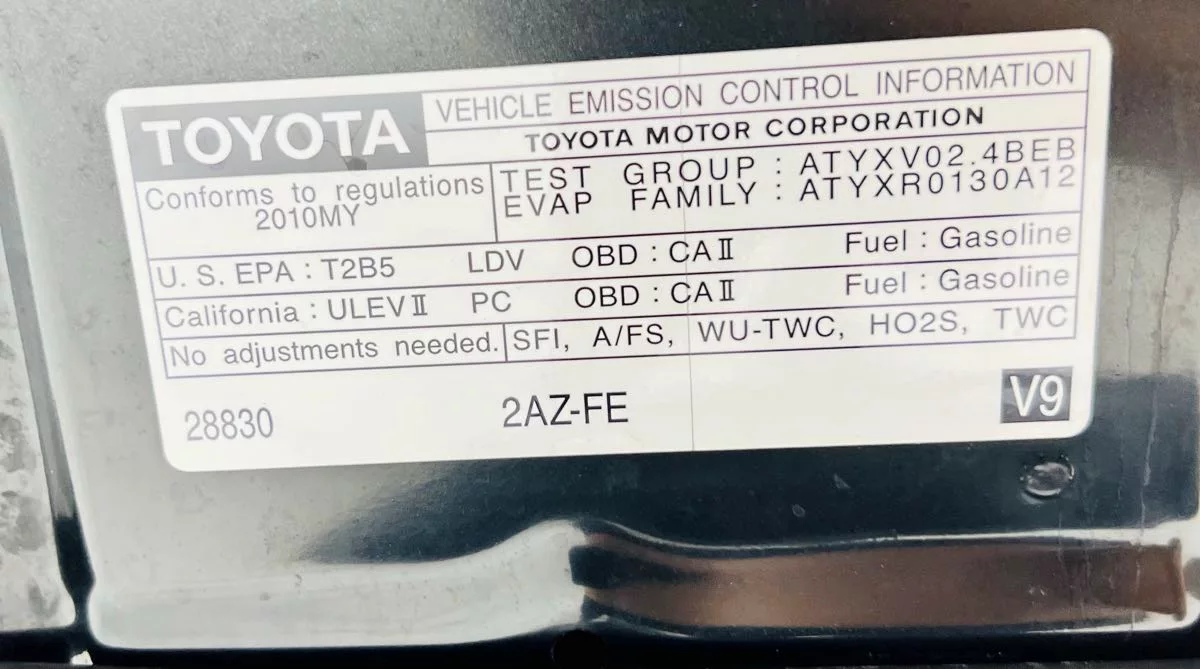 TOYOTA
VEHICLE EMISSION CONTROL INFORMATION
TOYOTA MOTOR CORPORATION
Conforms to regulations
2010MY
TEST GROUP : ATYXV02.4BEB
EVAP FAMILY : ATYXR0130A12
U. S. EPA : T2B5 LDV OBD : CAⅡ Fuel : Gasoline
California : ULEVⅡ PC OBD : CAⅡ Fuel : Gasoline
No adjustments needed. SFI, A/FS, WU-TWC, HO2S, TWC
28830 2AZ-FE V9